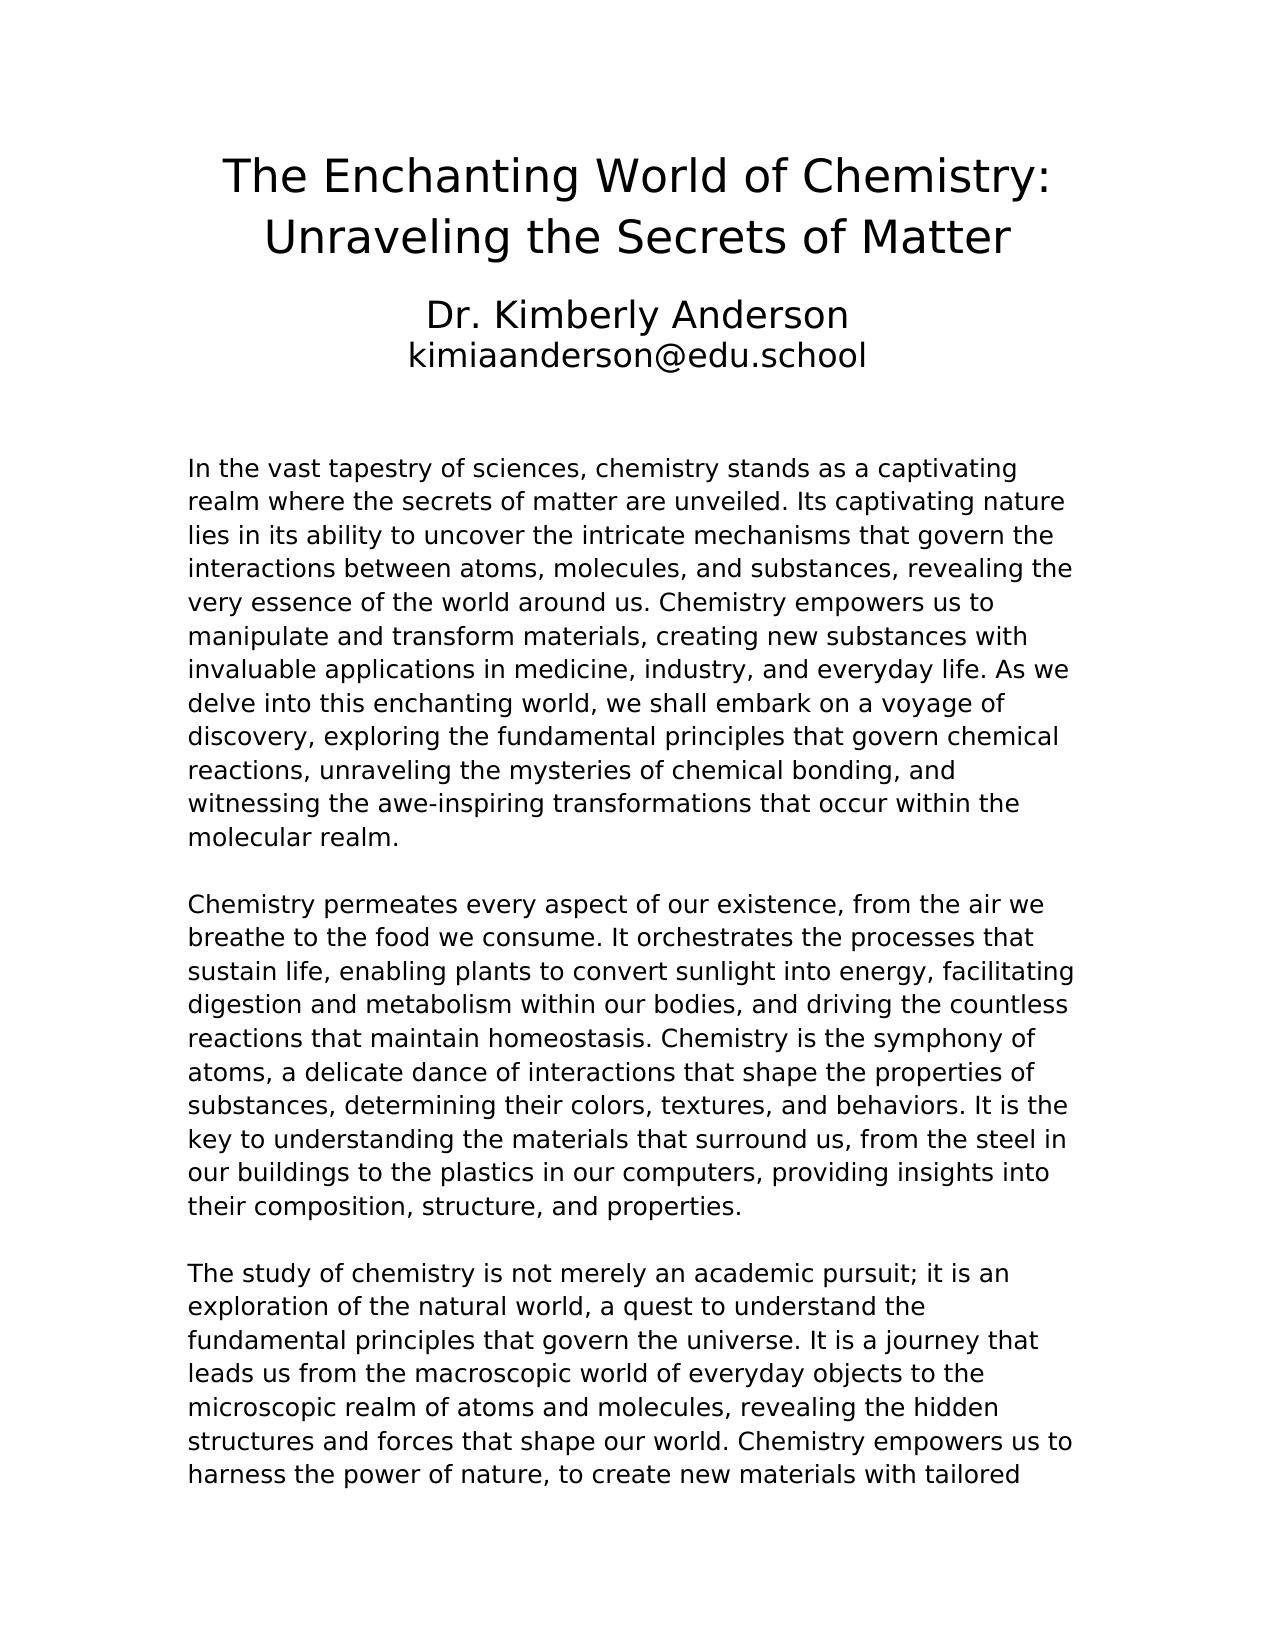 The Enchanting World of Chemistry:
Unraveling the Secrets of Matter
Dr. Kimberly Anderson
kimiaanderson@edu.school
In the vast tapestry of sciences, chemistry stands as a captivating
realm where the secrets of matter are unveiled. Its captivating nature
lies in its ability to uncover the intricate mechanisms that govern the
interactions between atoms, molecules, and substances, revealing the
very essence of the world around us. Chemistry empowers us to
manipulate and transform materials, creating new substances with
invaluable applications in medicine, industry, and everyday life. As we
delve into this enchanting world, we shall embark on a voyage of
discovery, exploring the fundamental principles that govern chemical
reactions, unraveling the mysteries of chemical bonding, and
witnessing the awe-inspiring transformations that occur within the
molecular realm.
Chemistry permeates every aspect of our existence, from the air we
breathe to the food we consume. It orchestrates the processes that
sustain life, enabling plants to convert sunlight into energy, facilitating
digestion and metabolism within our bodies, and driving the countless
reactions that maintain homeostasis. Chemistry is the symphony of
atoms, a delicate dance of interactions that shape the properties of
substances, determining their colors, textures, and behaviors. It is the
key to understanding the materials that surround us, from the steel in
our buildings to the plastics in our computers, providing insights into
their composition, structure, and properties.
The study of chemistry is not merely an academic pursuit; it is an
exploration of the natural world, a quest to understand the
fundamental principles that govern the universe. It is a journey that
leads us from the macroscopic world of everyday objects to the
microscopic realm of atoms and molecules, revealing the hidden
structures and forces that shape our world. Chemistry empowers us to
harness the power of nature, to create new materials with tailored